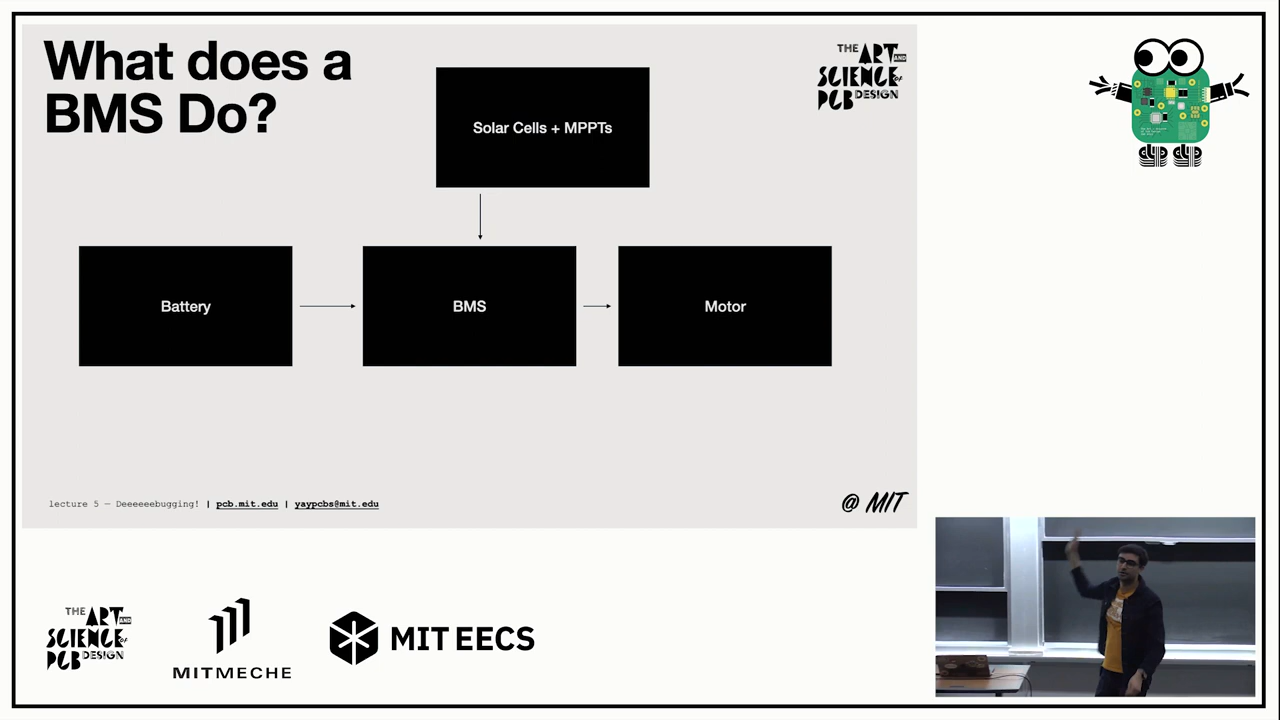 What does a
BMS Do?
THE ART AND
SCIENCE OF
PCB DESIGN
Solar Cells + MPPTs
Battery
BMS
Motor
lecture 5 — Deeeeeebugging! | pcb.mit.edu | yaypcbs@mit.edu
@ MIT
THE ART AND
SCIENCE OF
PCB DESIGN
MITMECHE
MIT EECS